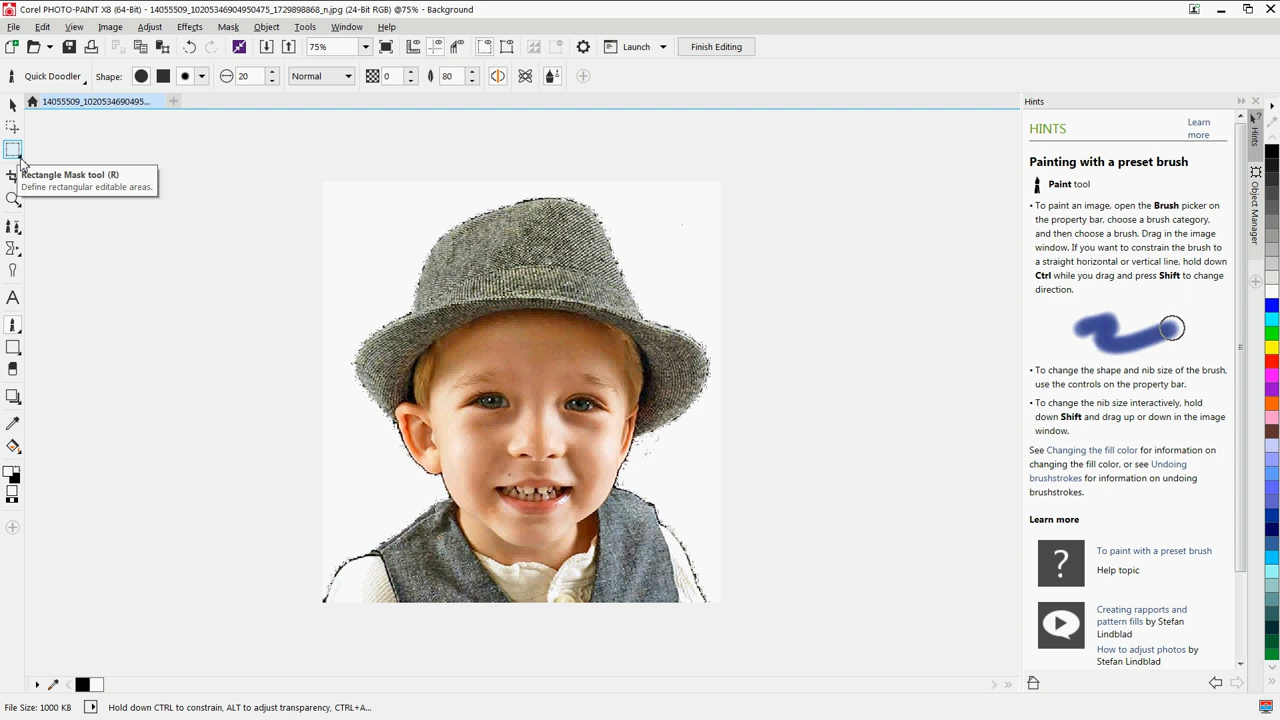 Corel PHOTO-PAINT X8 (64-Bit) - 14055509_10205346904950475_1729898868_n.jpg (24-Bit RGB) @75% - Background
File Edit View Image Adjust Effects Mask Object Tools Window Help
75% Launch Finish Editing
Quick Doodler Shape: 20 Normal 0 80
14055509_1020534690495...
Rectangle Mask tool (R)
Define rectangular editable areas.
Hints
HINTS
Learn
more
Painting with a preset brush
Paint tool
• To paint an image, open the Brush picker on
the property bar, choose a brush category,
and then choose a brush. Drag in the image
window. If you want to constrain the brush to
a straight horizontal or vertical line, hold down
Ctrl while you drag and press Shift to change
direction.
• To change the shape and nib size of the brush,
use the controls on the property bar.
• To change the nib size interactively, hold
down Shift and drag up or down in the image
window.
See Changing the fill color for information on
changing the fill color, or see Undoing
brushstrokes for information on undoing
brushstrokes.
Learn more
To paint with a preset brush
Help topic
Creating rapports and
pattern fills by Stefan
Lindblad
How to adjust photos by
Stefan Lindblad
Hints
Object Manager
File Size: 1000 KB Hold down CTRL to constrain, ALT to adjust transparency, CTRL+A...